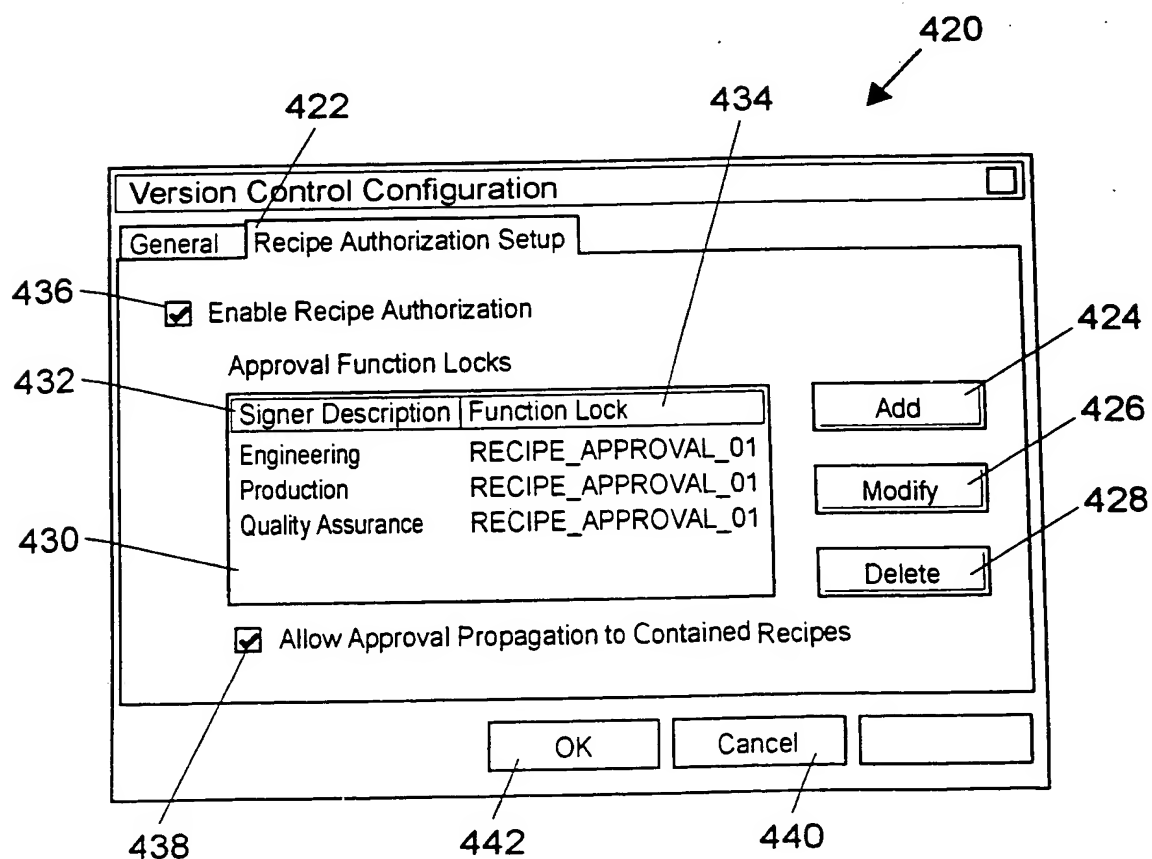 420
422
434
Version Control Configuration
General
Recipe Authorization Setup
436
Enable Recipe Authorization
424
Approval Function Locks
432
Signer Description Function Lock
Add
Engineering RECIPE_APPROVAL_01
426
Production RECIPE_APPROVAL_01
Modify
Quality Assurance RECIPE_APPROVAL_01
428
430
Delete
Allow Approval Propagation to Contained Recipes
OK
Cancel
438
442
440